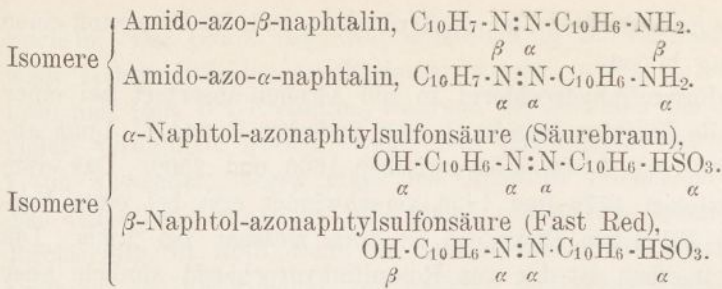 Isomere
Amido-azo-β-naphtalin, C₁₀H₇·N:N·C₁₀H₆·NH₂.
β α β
Amido-azo-α-naphtalin, C₁₀H₇·N:N·C₁₀H₆·NH₂.
α α α
Isomere
α-Naphtol-azonaphtylsulfonsäure (Säurebraun),
OH·C₁₀H₆·N:N·C₁₀H₆·HSO₃.
α α α α
β-Naphtol-azonaphtylsulfonsäure (Fast Red),
OH·C₁₀H₆·N:N·C₁₀H₆·HSO₃.
β α α α